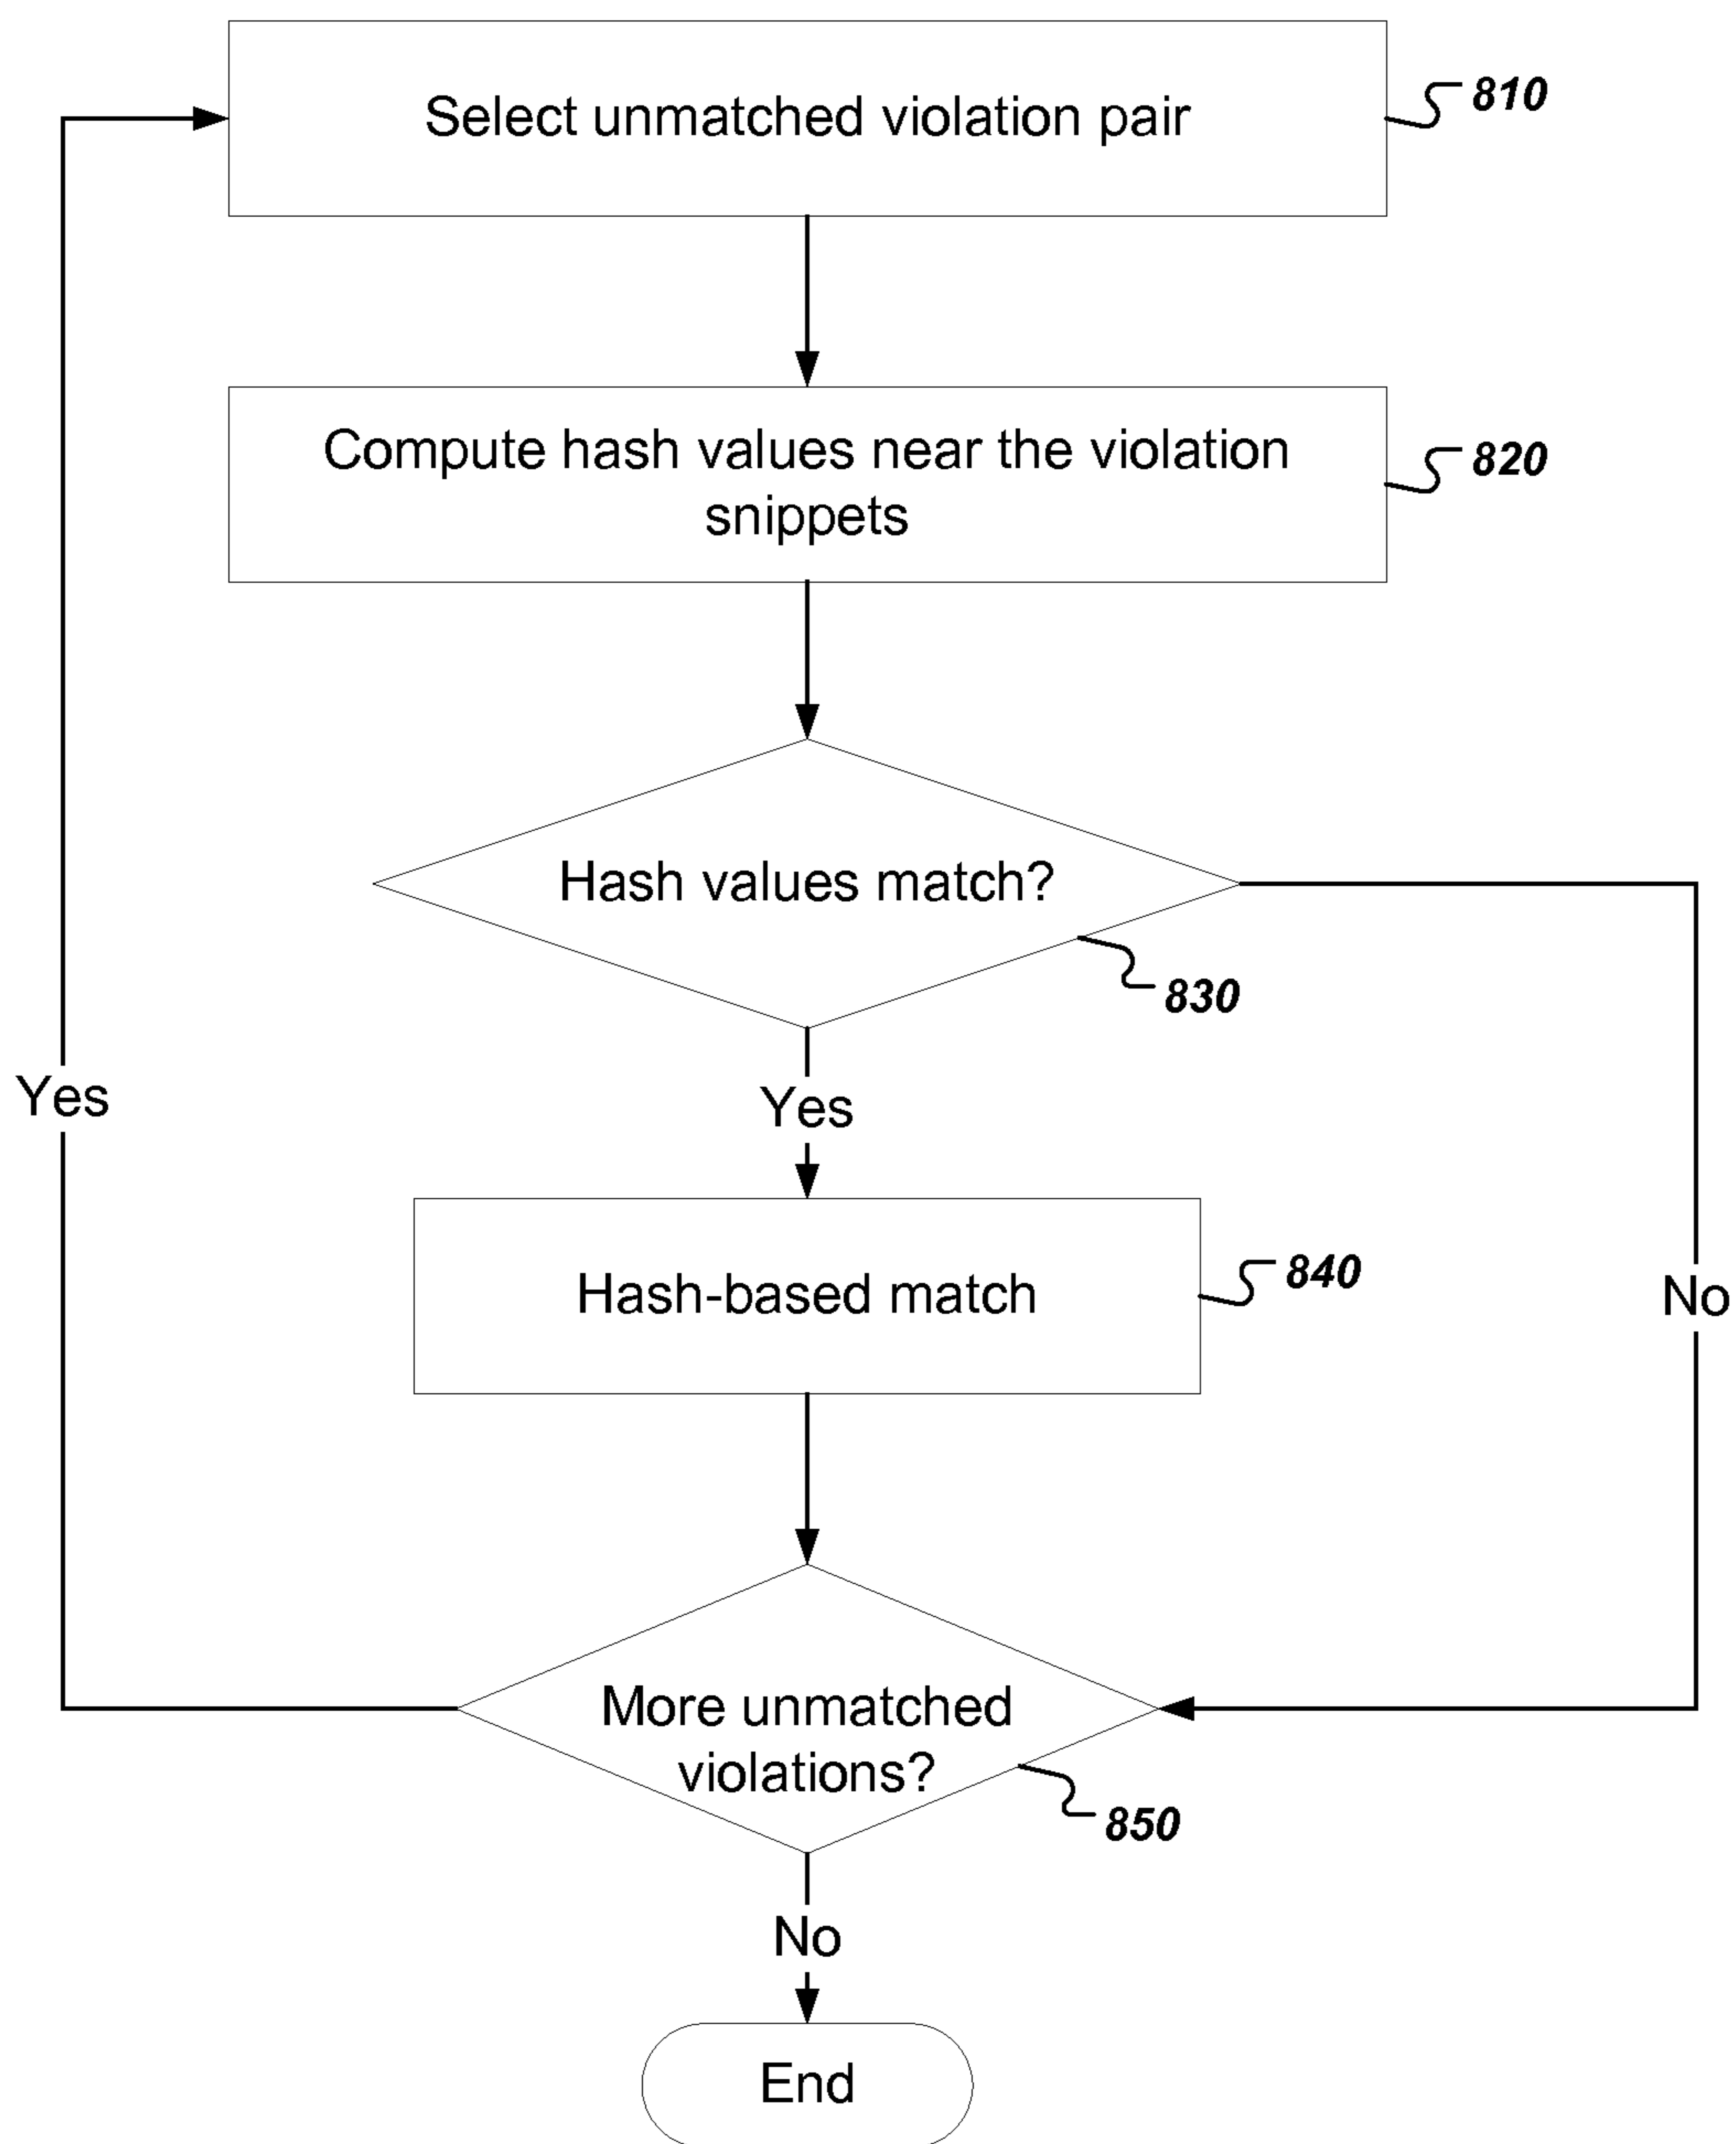 Select unmatched violation pair
810
Compute hash values near the violation
snippets
820
Hash values match?
830
Yes
Yes
840
Hash-based match
No
More unmatched
violations?
850
No
End